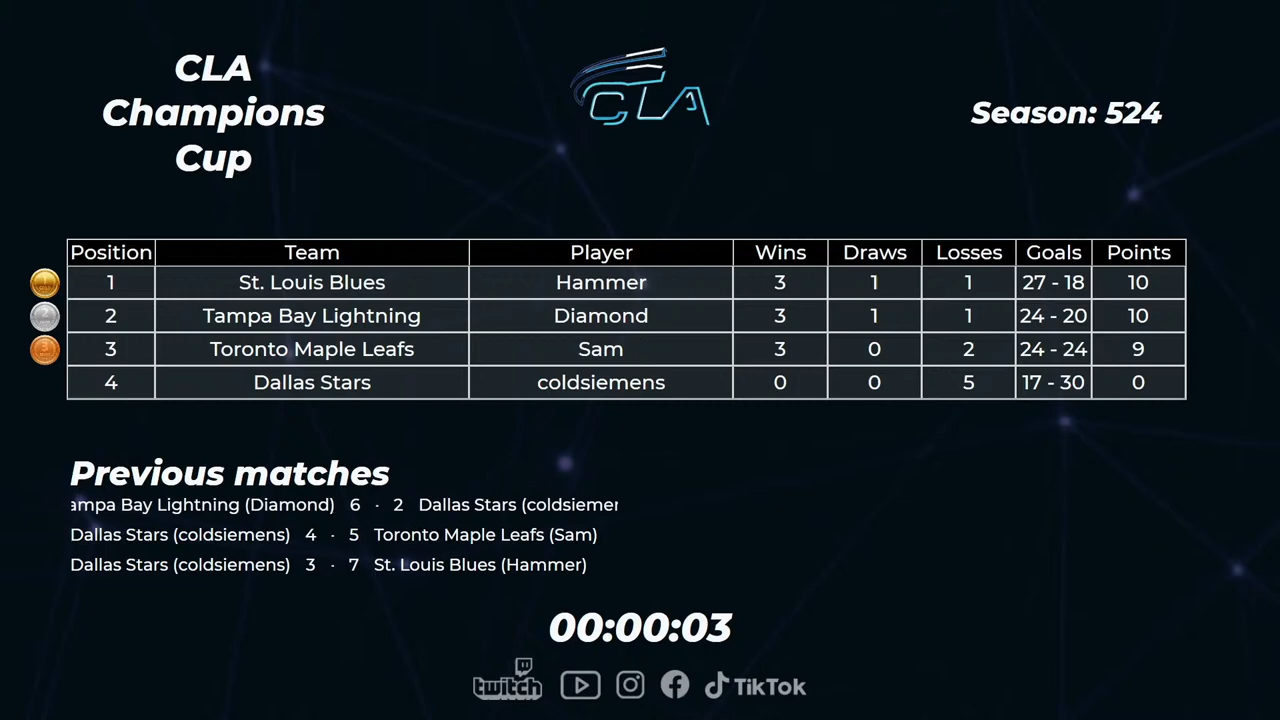 CLA
Champions
Cup
CLA
Season: 524
Position Team Player Wins Draws Losses Goals Points
1 St. Louis Blues Hammer 3 1 1 27 - 18 10
2 Tampa Bay Lightning Diamond 3 1 1 24 - 20 10
3 Toronto Maple Leafs Sam 3 0 2 24 - 24 9
4 Dallas Stars coldsiemens 0 0 5 17 - 30 0
Previous matches
ampa Bay Lightning (Diamond) 6 - 2 Dallas Stars (coldsiemer
Dallas Stars (coldsiemens) 4 - 5 Toronto Maple Leafs (Sam)
Dallas Stars (coldsiemens) 3 - 7 St. Louis Blues (Hammer)
00:00:03
twitch TikTok